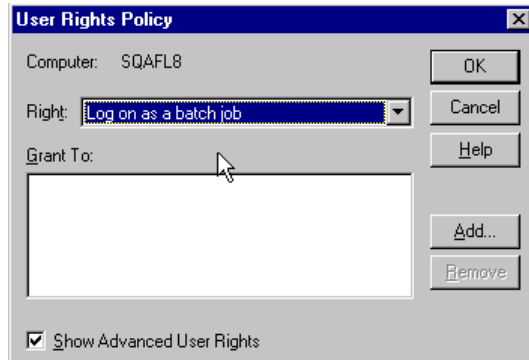 User Rights Policy
Computer: SQAFL8
OK
Right: Log on as a batch job
Cancel
Grant To:
Help
Add...
Remove
Show Advanced User Rights